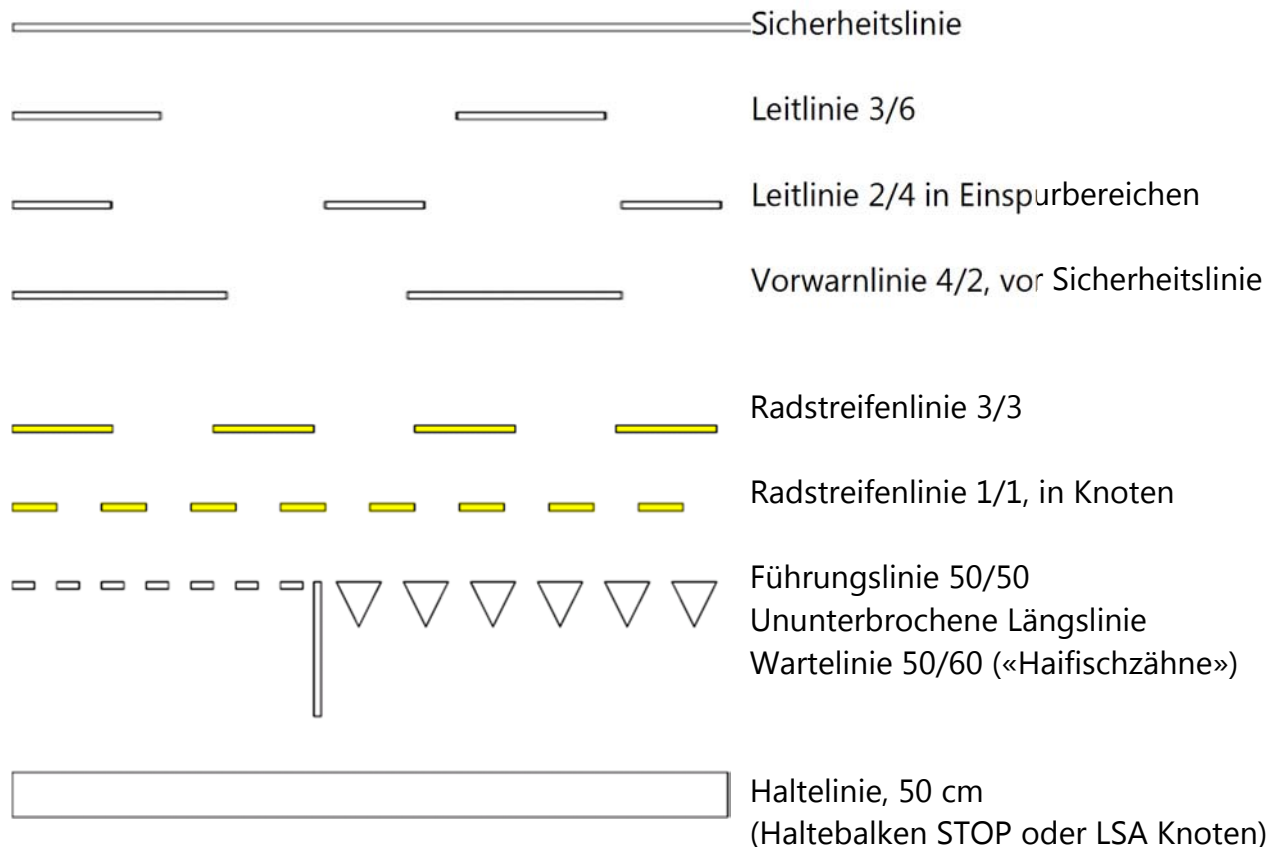 Sicherheitslinie
Leitlinie 3/6
Leitlinie 2/4 in Einspurbereichen
Vorwarnlinie 4/2, vor Sicherheitslinie
Radstreifenlinie 3/3
Radstreifenlinie 1/1, in Knoten
Führungslinie 50/50
Ununterbrochene Längslinie
Wartelinie 50/60 («Haifischzähne»)
Haltelinie, 50 cm
(Haltebalken STOP oder LSA Knoten)